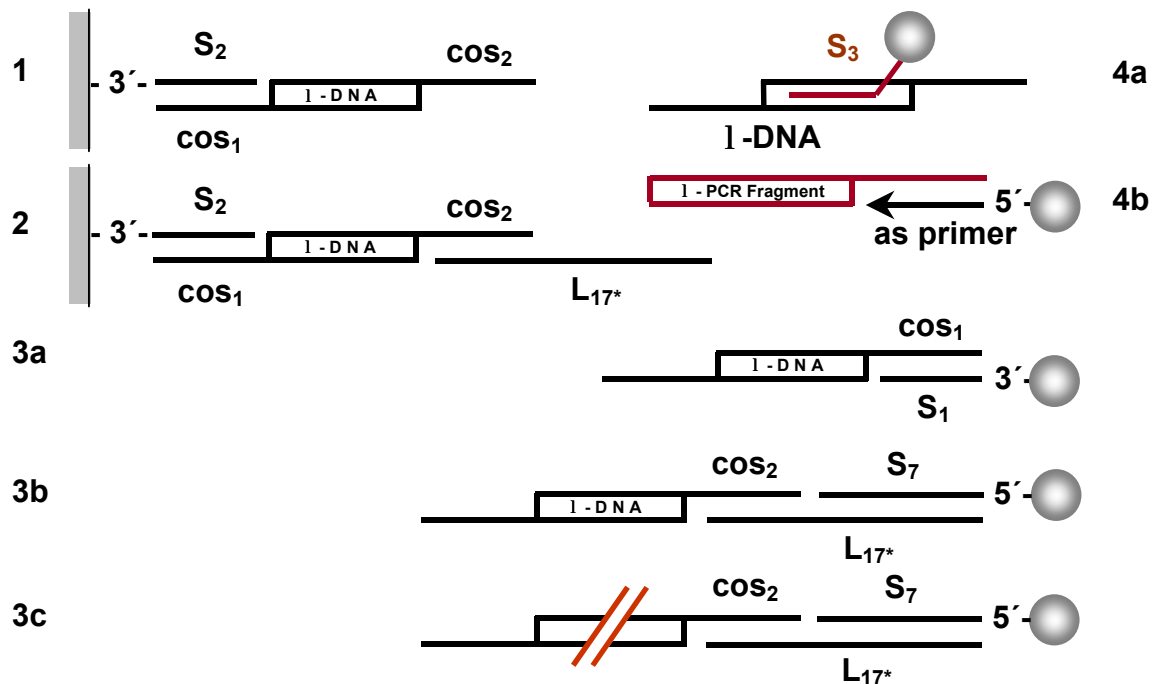 1
- 3´ -
S2
cos2
l - D N A
cos1
S3
4a
l -DNA
2
- 3´ -
S2
cos2
l - D N A
cos1
L17*
l - PCR Fragment
5´ -
4b
as primer
3a
cos1
l - D N A
3´ -
S1
3b
cos2
S7
l - D N A
5´ -
L17*
3c
cos2
S7
5´ -
L17*